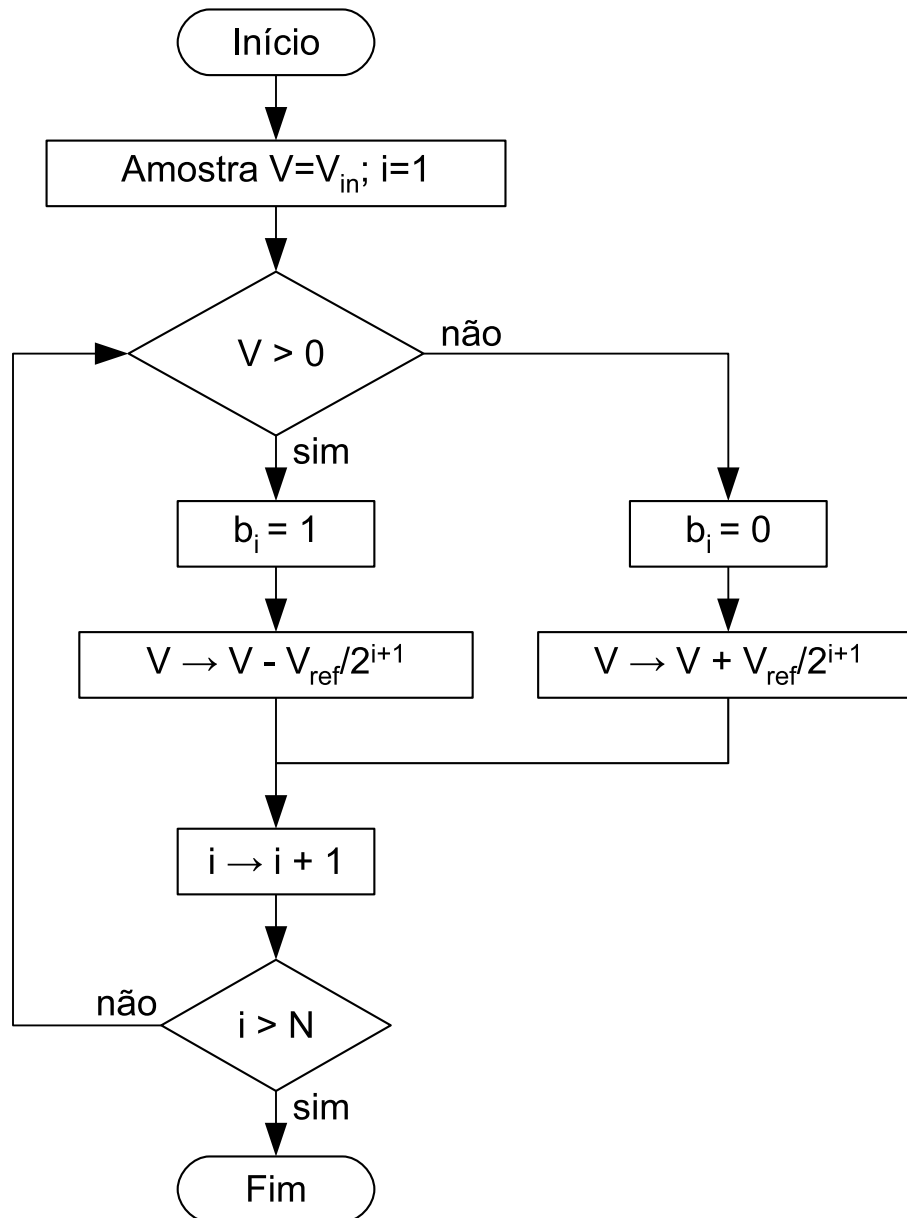 Início
Amostra V=V_in; i=1
V > 0
não
sim
b_i = 1
b_i = 0
V → V - V_ref/2^{i+1}
V → V + V_ref/2^{i+1}
i → i + 1
não
i > N
sim
Fim